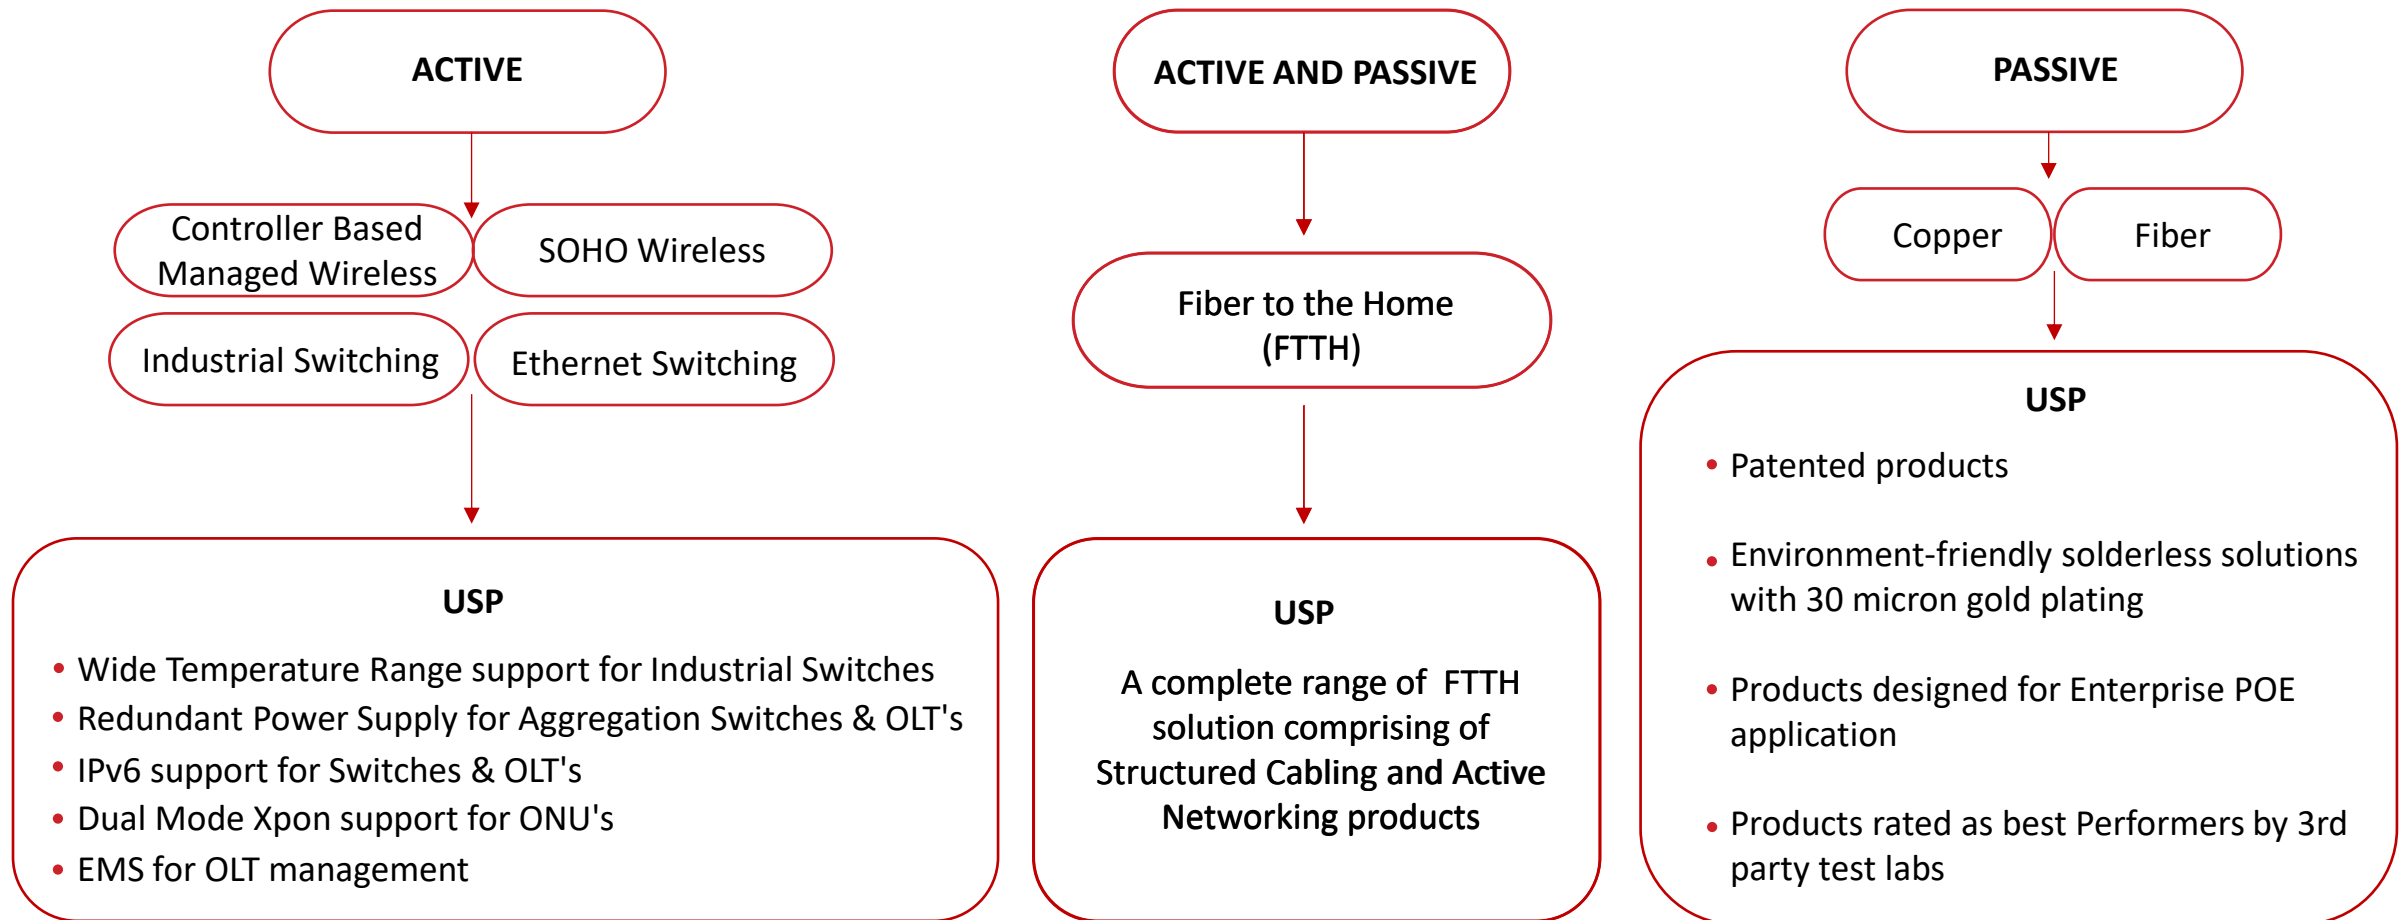 ACTIVE
Controller Based
Managed Wireless
SOHO Wireless
Industrial Switching
Ethernet Switching
USP
• Wide Temperature Range support for Industrial Switches
• Redundant Power Supply for Aggregation Switches & OLT's
• IPv6 support for Switches & OLT's
• Dual Mode Xpon support for ONU's
• EMS for OLT management
ACTIVE AND PASSIVE
Fiber to the Home
(FTTH)
USP
A complete range of FTTH
solution comprising of
Structured Cabling and Active
Networking products
PASSIVE
Copper
Fiber
USP
• Patented products
• Environment-friendly solderless solutions
with 30 micron gold plating
• Products designed for Enterprise POE
application
• Products rated as best Performers by 3rd
party test labs